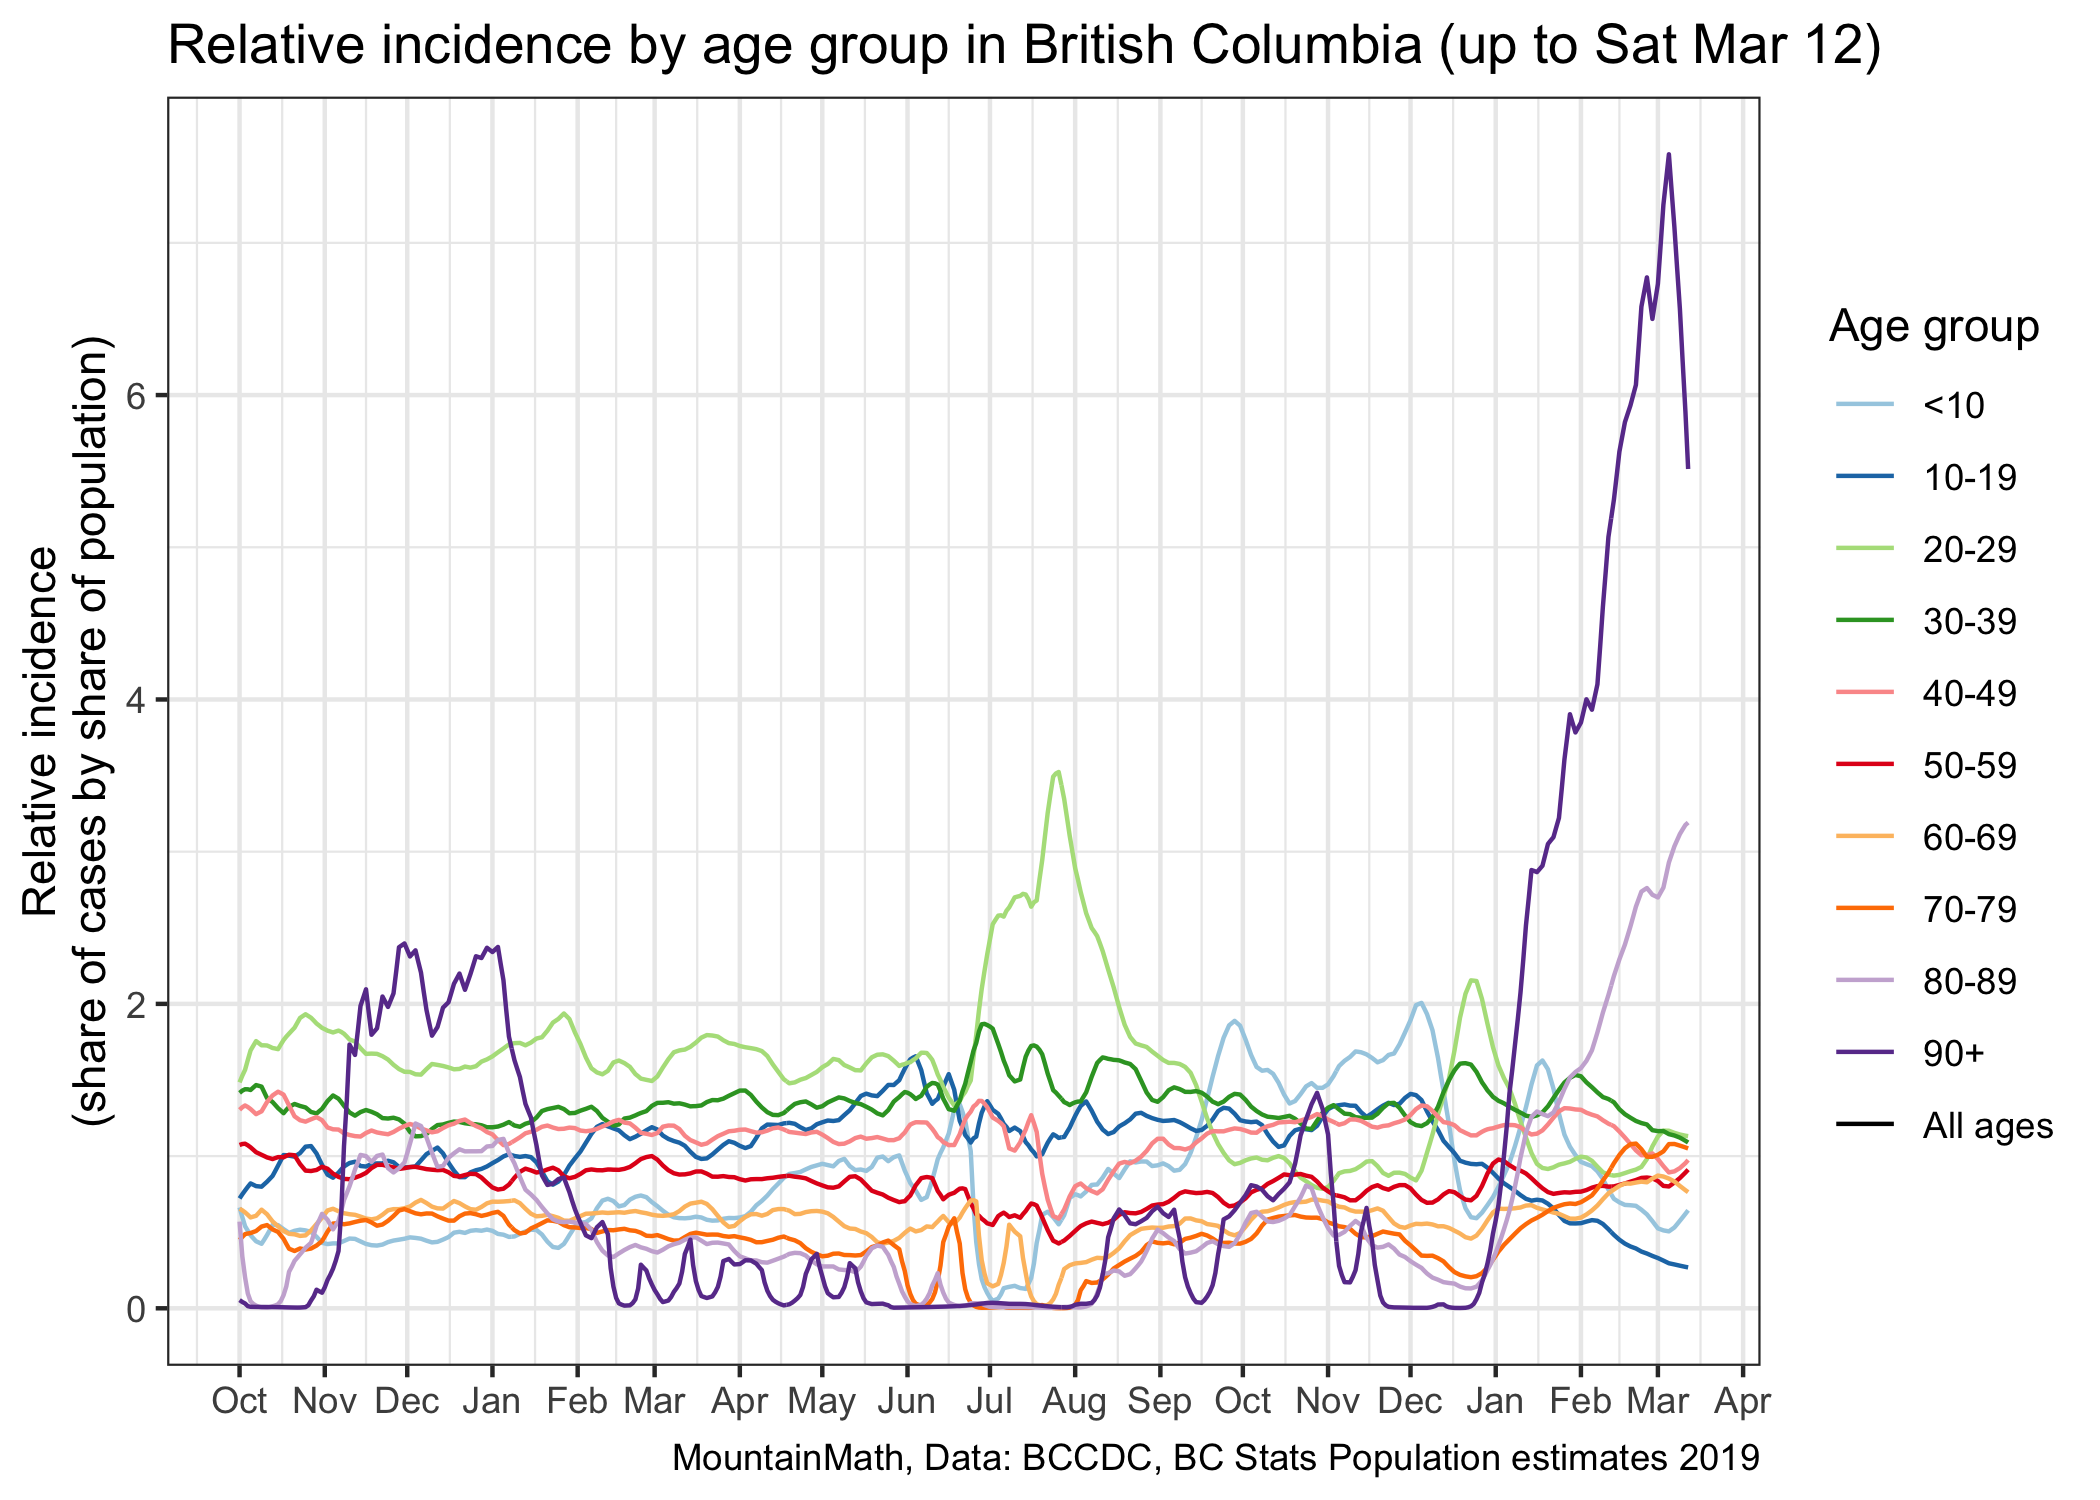 Relative incidence by age group in British Columbia (up to Sat Mar 12)
Relative incidence
(share of cases by share of population)
6
4
2
0
Oct Nov Dec Jan Feb Mar Apr May Jun Jul Aug Sep Oct Nov Dec Jan Feb Mar Apr
Age group
<10
10-19
20-29
30-39
40-49
50-59
60-69
70-79
80-89
90+
All ages
MountainMath, Data: BCCDC, BC Stats Population estimates 2019